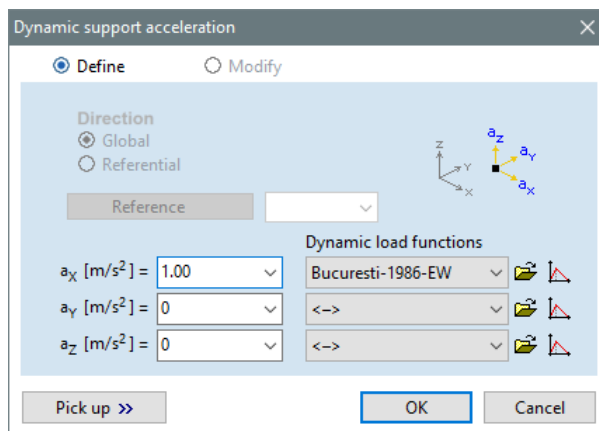 Dynamic support acceleration
Define Modify
Direction
Global
Referential
Z Y X
aZ aY aX
Reference
Dynamic load functions
aX [m/s²] = 1.00 Bucuresti-1986-EW
aY [m/s²] = 0 <-->
aZ [m/s²] = 0 <-->
Pick up >> OK Cancel